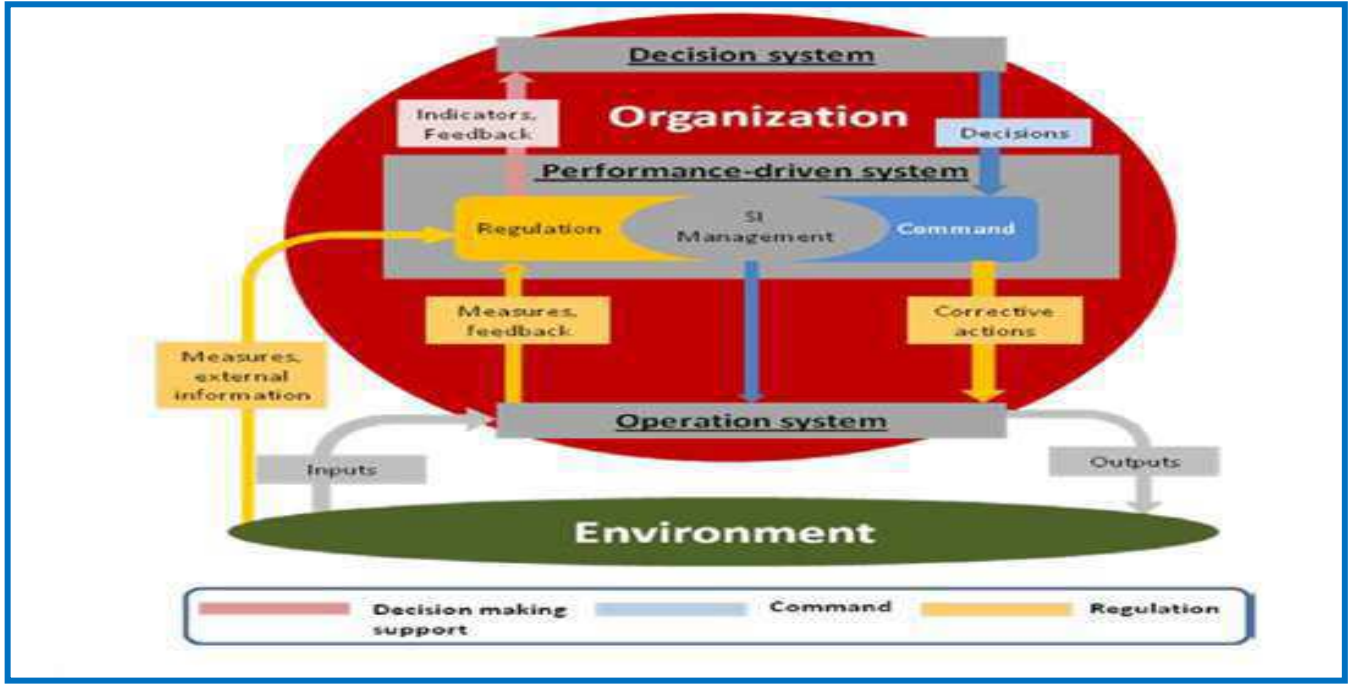 Decision system
Indicators,
Feedback
Organization
Decisions
Performance-driven system
Regulation
SI
Management
Command
Measures,
feedback
Corrective
actions
Measures,
external
information
Operation system
Inputs
Outputs
Environment
Decision making
support
Command
Regulation